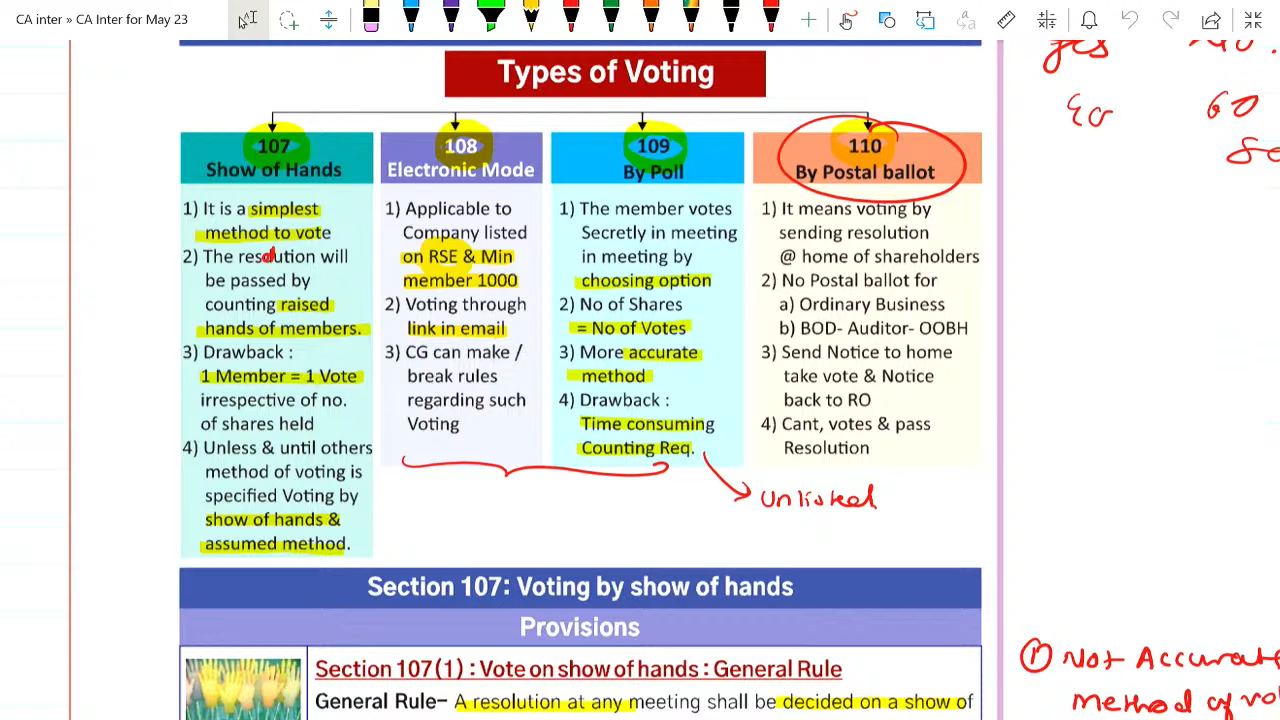 CA inter » CA Inter for May 23
Types of Voting
107
Show of Hands
1) It is a simplest
method to vote
2) The resolution will
be passed by
counting raised
hands of members.
3) Drawback :
1 Member = 1 Vote
irrespective of no.
of shares held
4) Unless & until others
method of voting is
specified Voting by
show of hands &
assumed method.
108
Electronic Mode
1) Applicable to
Company listed
on RSE & Min
member 1000
2) Voting through
link in email
3) CG can make /
break rules
regarding such
Voting
109
By Poll
1) The member votes
Secretly in meeting
in meeting by
choosing option
2) No of Shares
= No of Votes
3) More accurate
method
4) Drawback :
Time consuming
Counting Req.
Unlisted
110
By Postal ballot
1) It means voting by
sending resolution
@ home of shareholders
2) No Postal ballot for
a) Ordinary Business
b) BOD- Auditor- OOBH
3) Send Notice to home
take vote & Notice
back to RO
4) Cant, votes & pass
Resolution
60
Section 107: Voting by show of hands
Provisions
Section 107(1) : Vote on show of hands : General Rule
General Rule– A resolution at any meeting shall be decided on a show of
① Not Accurate
Method of